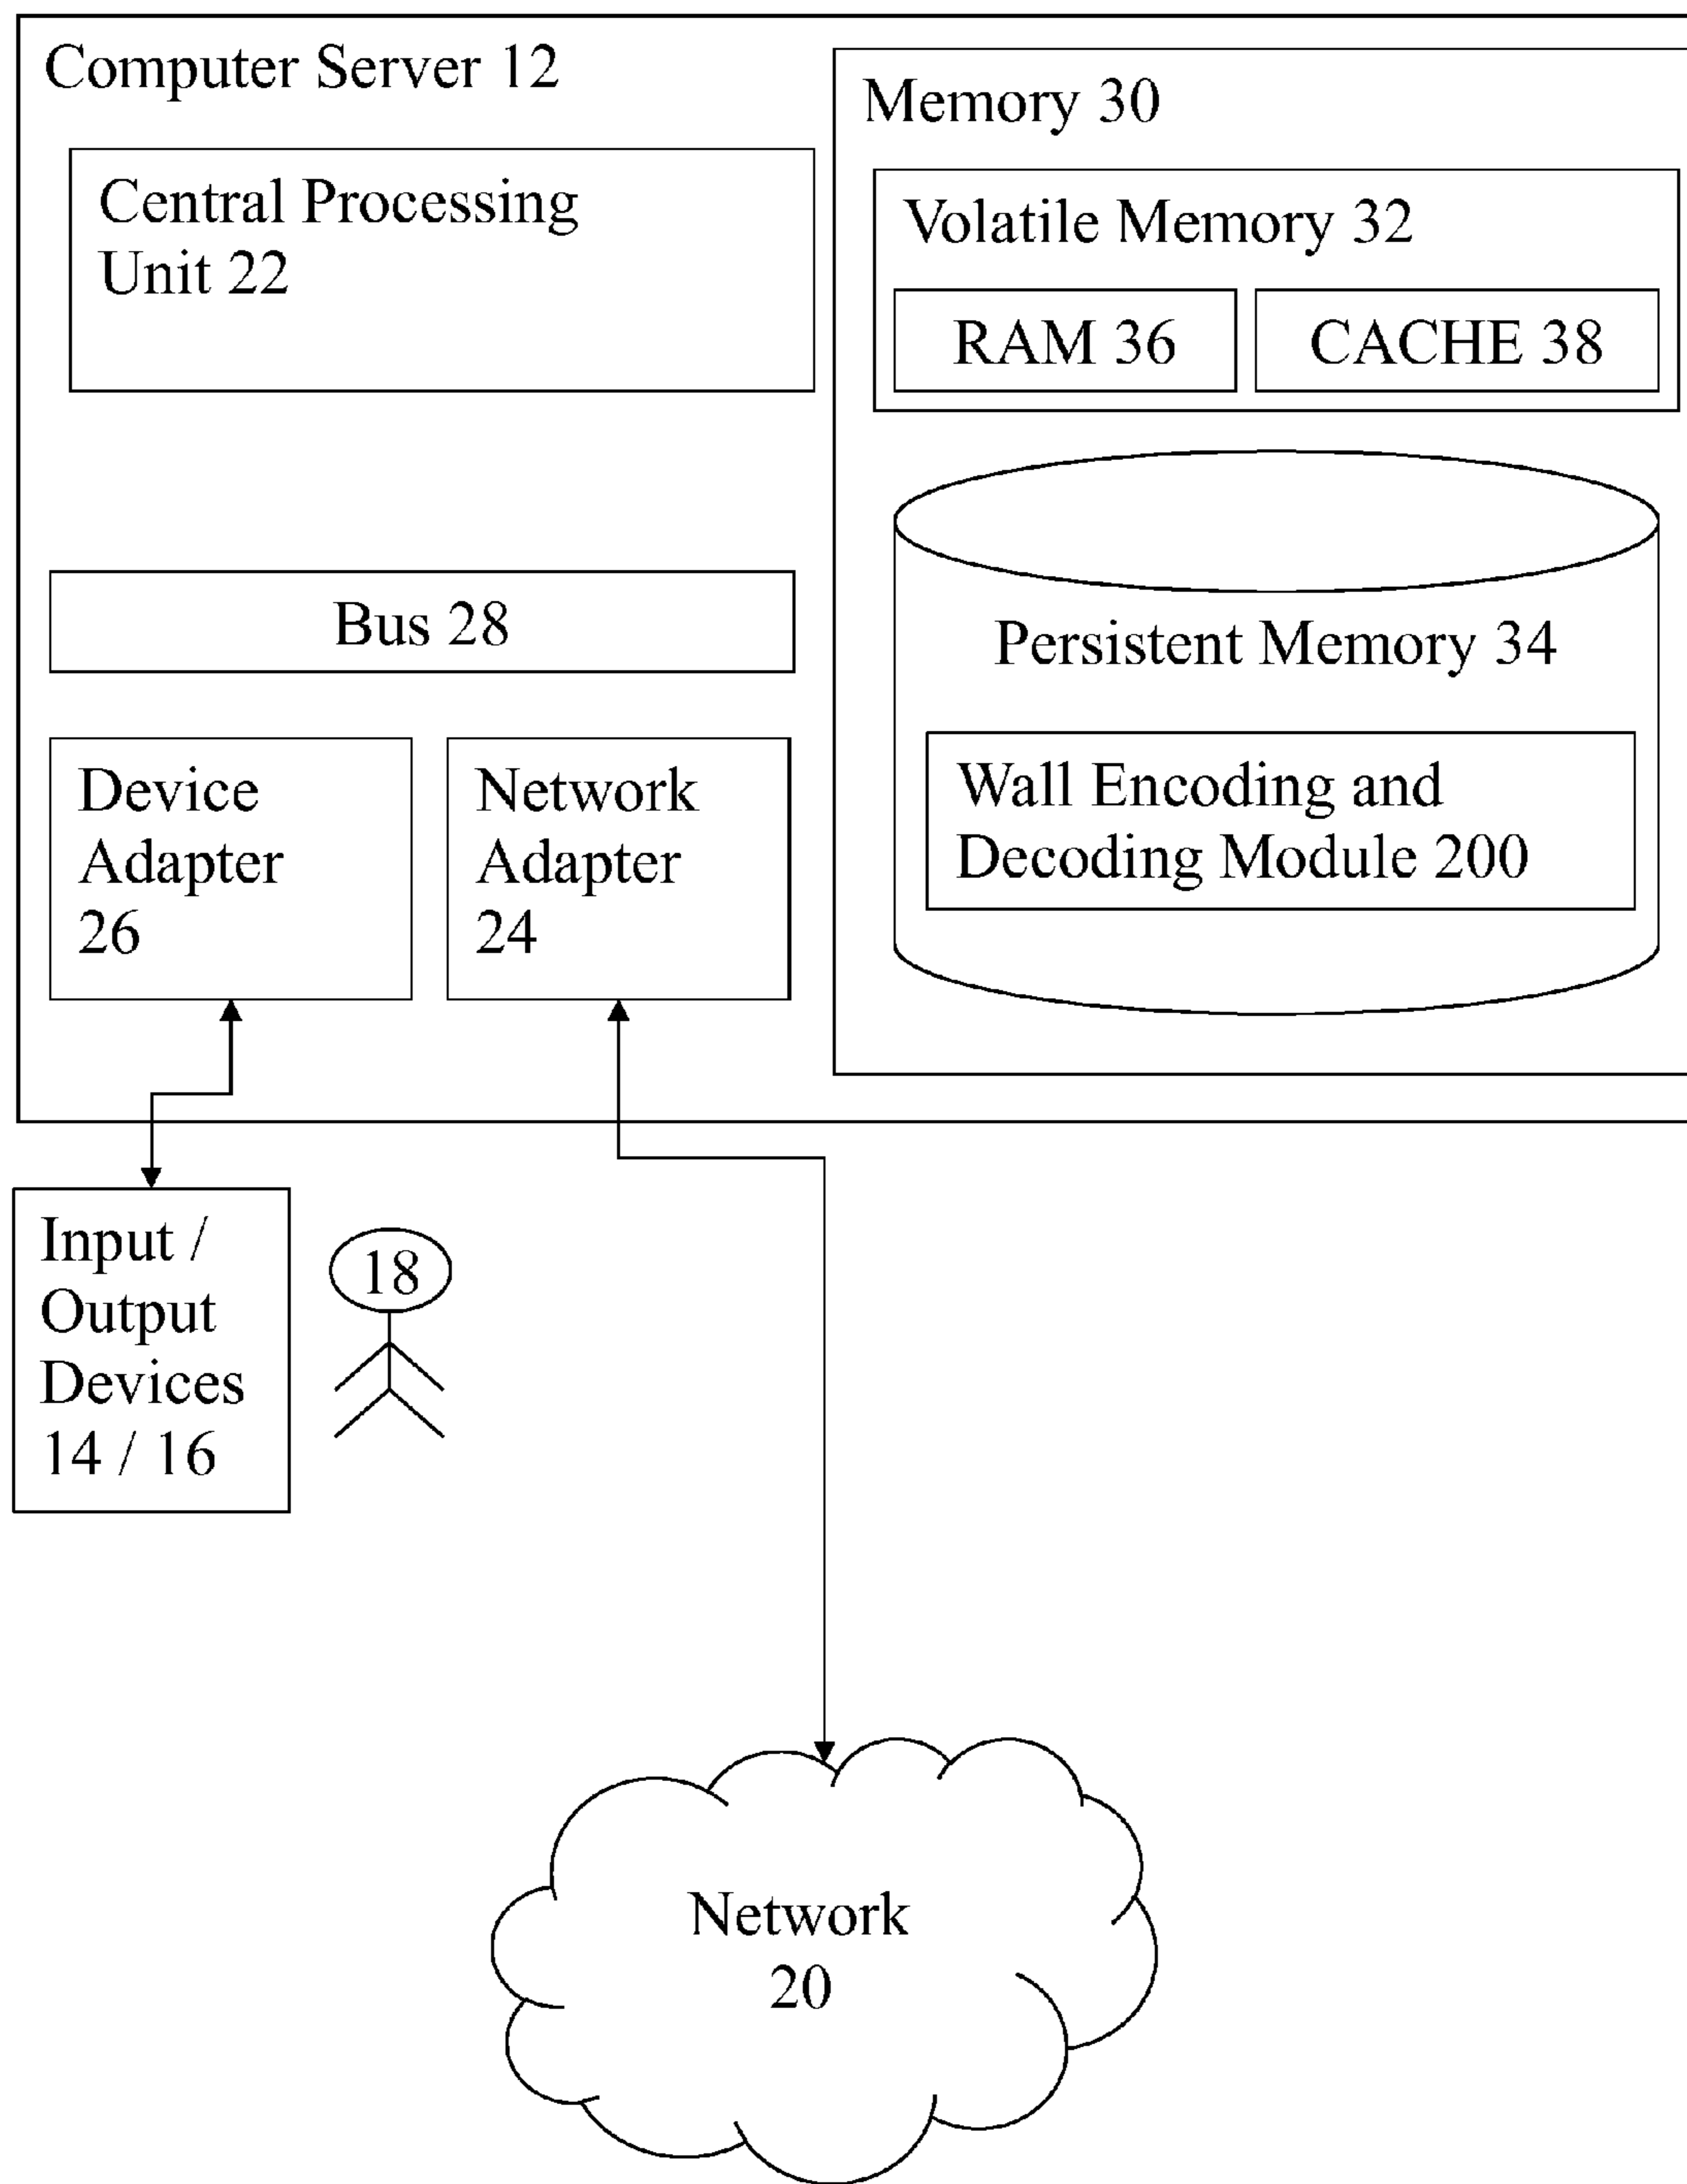 Computer Server 12
Central Processing
Unit 22
Bus 28
Device
Adapter
26
Network
Adapter
24
Memory 30
Volatile Memory 32
RAM 36
CACHE 38
Persistent Memory 34
Wall Encoding and
Decoding Module 200
Input /
Output
Devices
14 / 16
18
Network
20